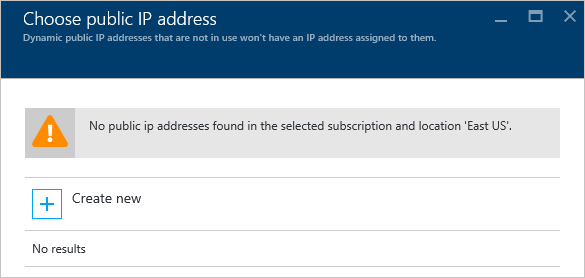 Choose public IP address
Dynamic public IP addresses that are not in use won't have an IP address assigned to them.
No public ip addresses found in the selected subscription and location 'East US'.
Create new
No results